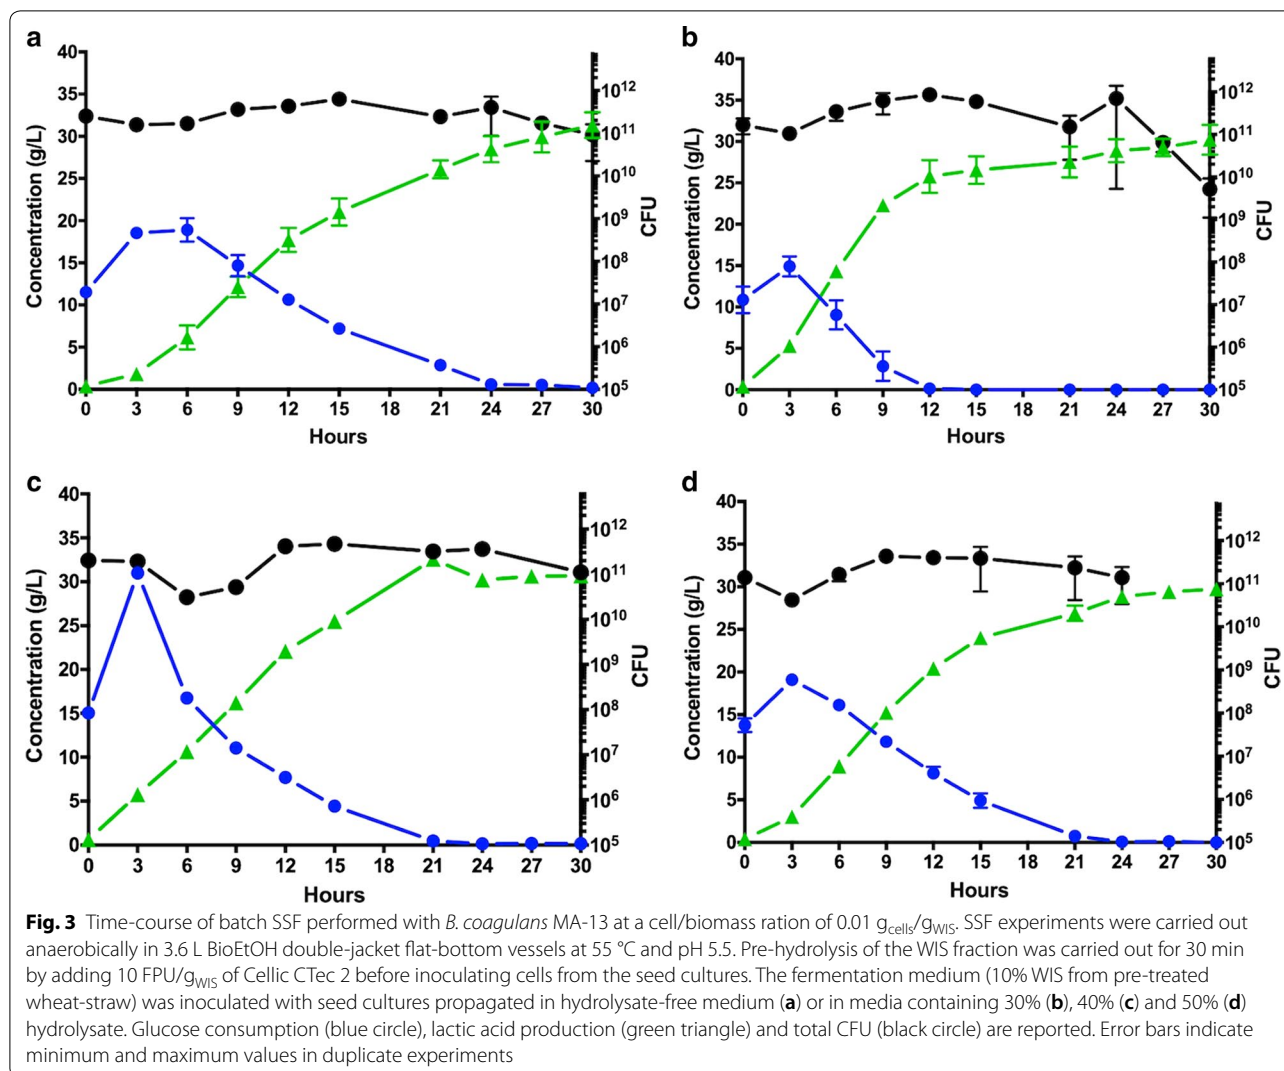 a
40
35
30
25
20
15
10
5
0
Concentration (g/L)
10¹²
10¹¹
10¹⁰
10⁹
10⁸
10⁷
10⁶
10⁵
CFU
0 3 6 9 12 15 18 21 24 27 30
Hours
b
40
35
30
25
20
15
10
5
0
Concentration (g/L)
10¹²
10¹¹
10¹⁰
10⁹
10⁸
10⁷
10⁶
10⁵
CFU
0 3 6 9 12 15 18 21 24 27 30
Hours
c
40
35
30
25
20
15
10
5
0
Concentration (g/L)
10¹²
10¹¹
10¹⁰
10⁹
10⁸
10⁷
10⁶
10⁵
CFU
0 3 6 9 12 15 18 21 24 27 30
Hours
d
40
35
30
25
20
15
10
5
0
Concentration (g/L)
10¹²
10¹¹
10¹⁰
10⁹
10⁸
10⁷
10⁶
10⁵
CFU
0 3 6 9 12 15 18 21 24 27 30
Hours
Fig. 3 Time-course of batch SSF performed with B. coagulans MA-13 at a cell/biomass ration of 0.01 gcells/gWIS. SSF experiments were carried out
anaerobically in 3.6 L BioEtOH double-jacket flat-bottom vessels at 55 °C and pH 5.5. Pre-hydrolysis of the WIS fraction was carried out for 30 min
by adding 10 FPU/gWIS of Cellic CTec 2 before inoculating cells from the seed cultures. The fermentation medium (10% WIS from pre-treated
wheat-straw) was inoculated with seed cultures propagated in hydrolysate-free medium (a) or in media containing 30% (b), 40% (c) and 50% (d)
hydrolysate. Glucose consumption (blue circle), lactic acid production (green triangle) and total CFU (black circle) are reported. Error bars indicate
minimum and maximum values in duplicate experiments